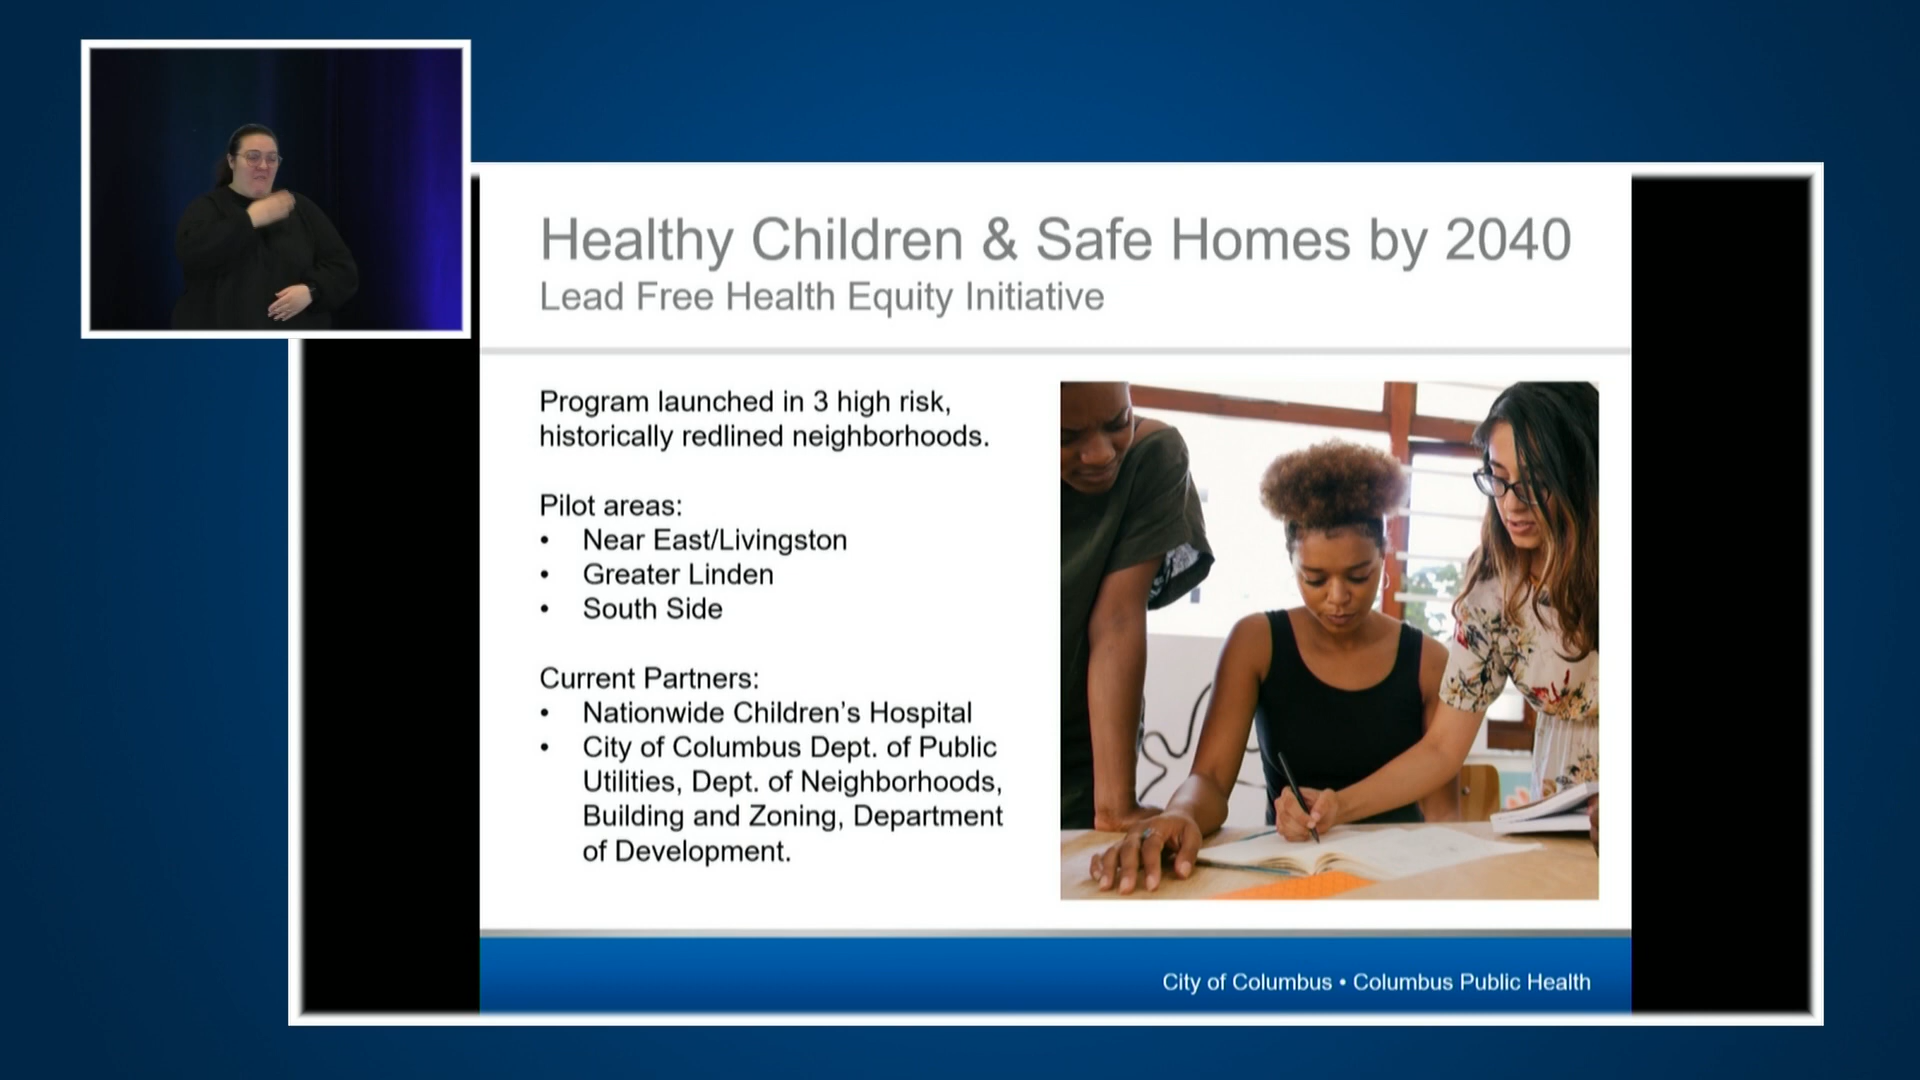 Healthy Children & Safe Homes by 2040
Lead Free Health Equity Initiative
Program launched in 3 high risk,
historically redlined neighborhoods.
Pilot areas:
• Near East/Livingston
• Greater Linden
• South Side
Current Partners:
• Nationwide Children’s Hospital
• City of Columbus Dept. of Public
Utilities, Dept. of Neighborhoods,
Building and Zoning, Department
of Development.
City of Columbus • Columbus Public Health